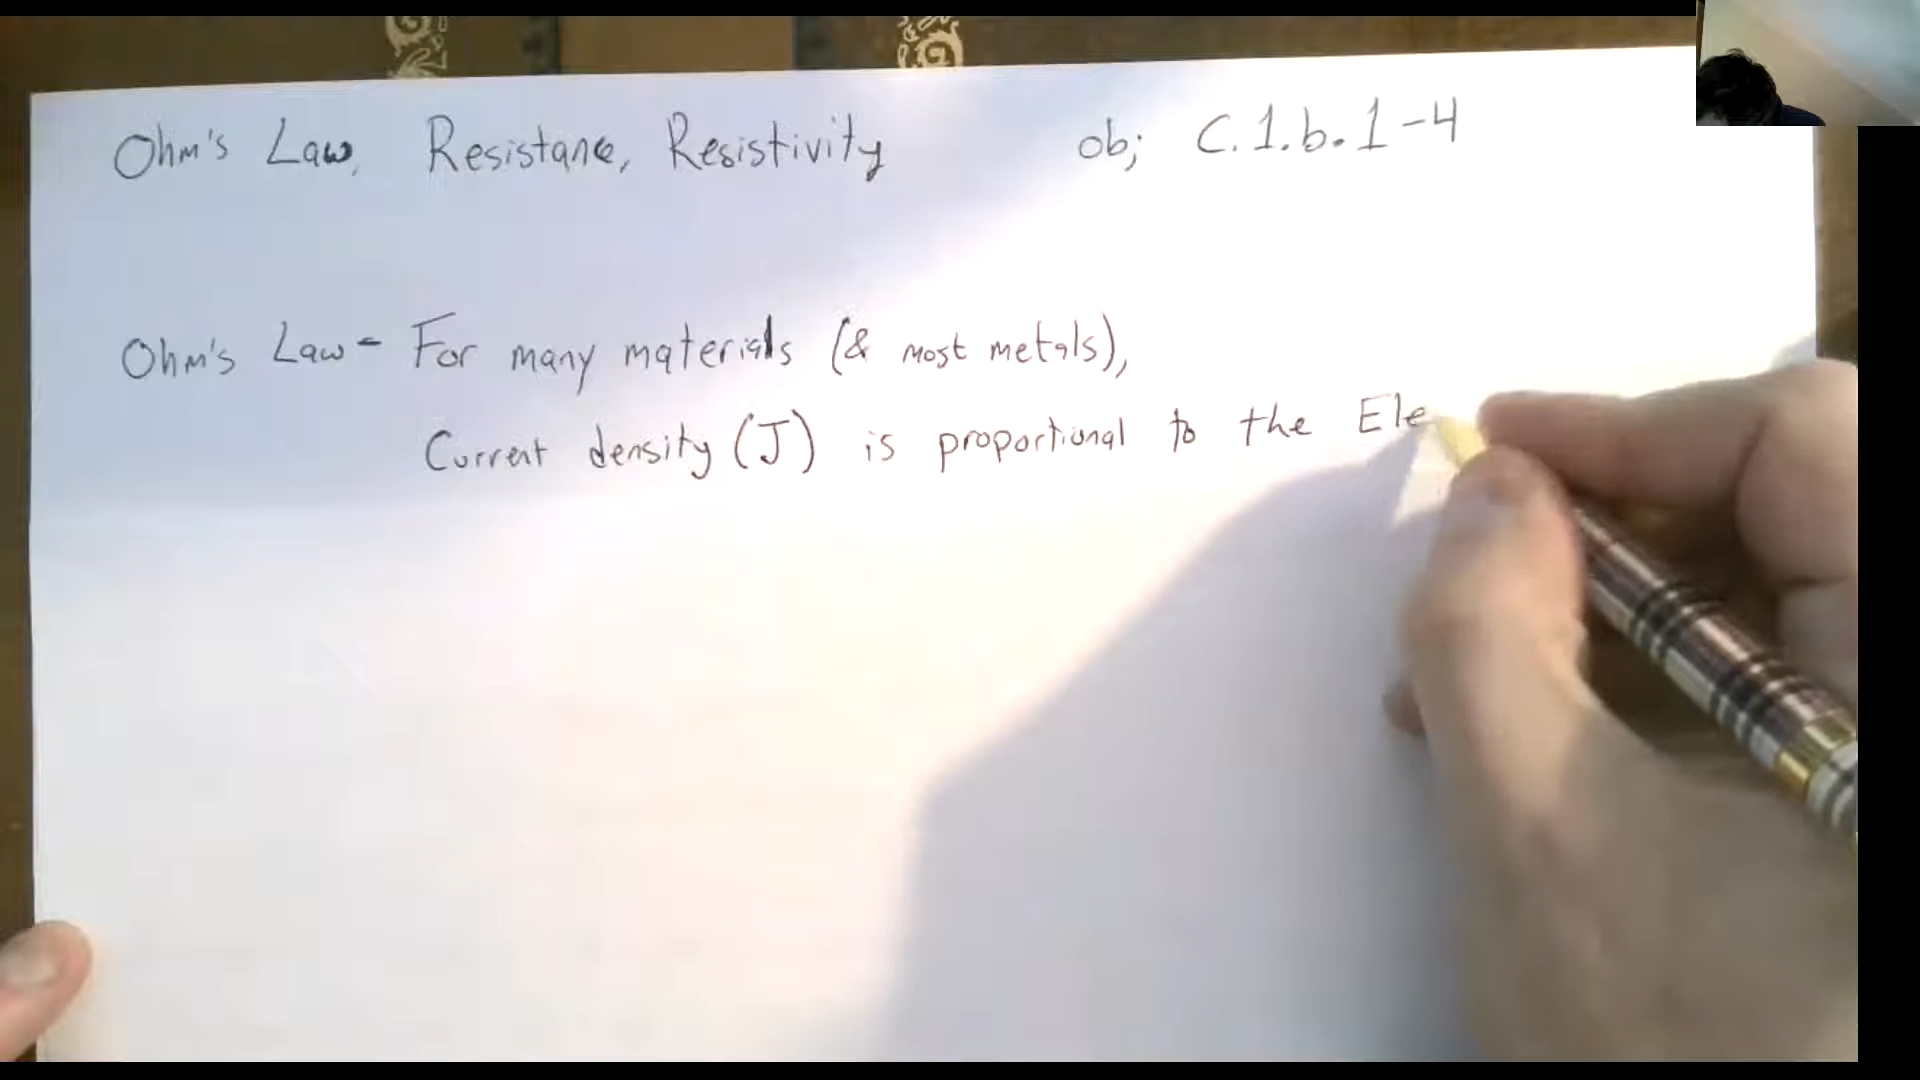 Ohm's Law, Resistance, Resistivity obj C.1.b.1-4
Ohm's Law - For many materials (& most metals),
Current density (J) is proportional to the Ele